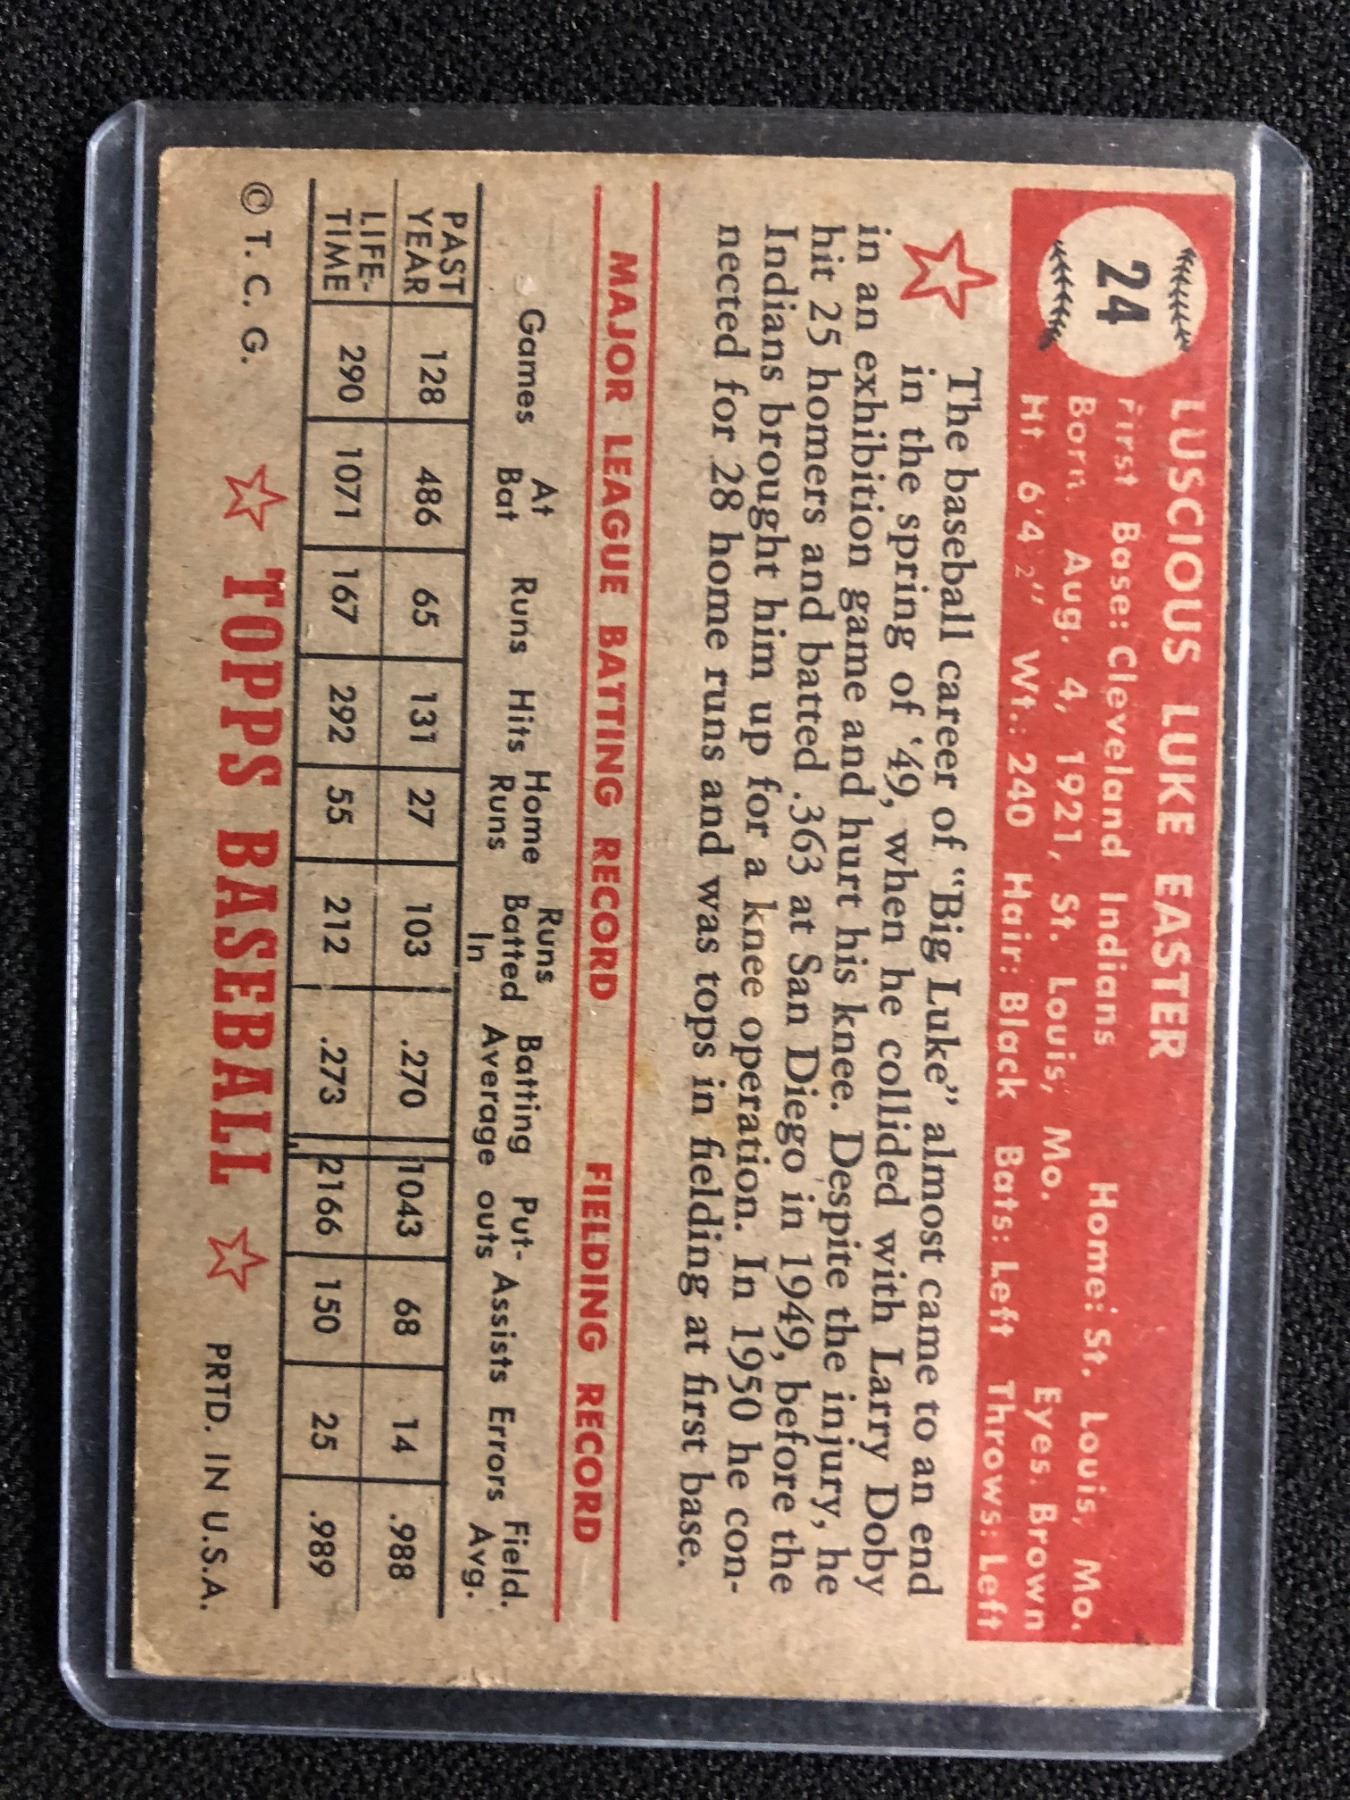 24
LUSCIOUS LUKE EASTER
First Base: Cleveland Indians Home: St. Louis, Mo.
Born. Aug. 4, 1921, St. Louis, Mo. Eyes. Brown
Ht. 6'4 2" Wt.: 240 Hair: Black Bats: Left Throws: Left
The baseball career of "Big Luke" almost came to an end
in the spring of '49, when he collided with Larry Doby
in an exhibition game and hurt his knee. Despite the injury, he
hit 25 homers and batted .363 at San Diego in 1949, before the
Indians brought him up for a knee operation. In 1950 he con-
nected for 28 home runs and was tops in fielding at first base.
MAJOR LEAGUE BATTING RECORD FIELDING RECORD
Games At Bat Runs Hits Home Runs Runs Batted In Batting Average Put-outs Assists Errors Field. Avg.
PAST YEAR 128 486 65 131 27 103 .270 1043 68 14 .988
LIFE-TIME 290 1071 167 292 55 212 .273 2166 150 25 .989
© T. C. G. TOPPS BASEBALL PRTD. IN U.S.A.